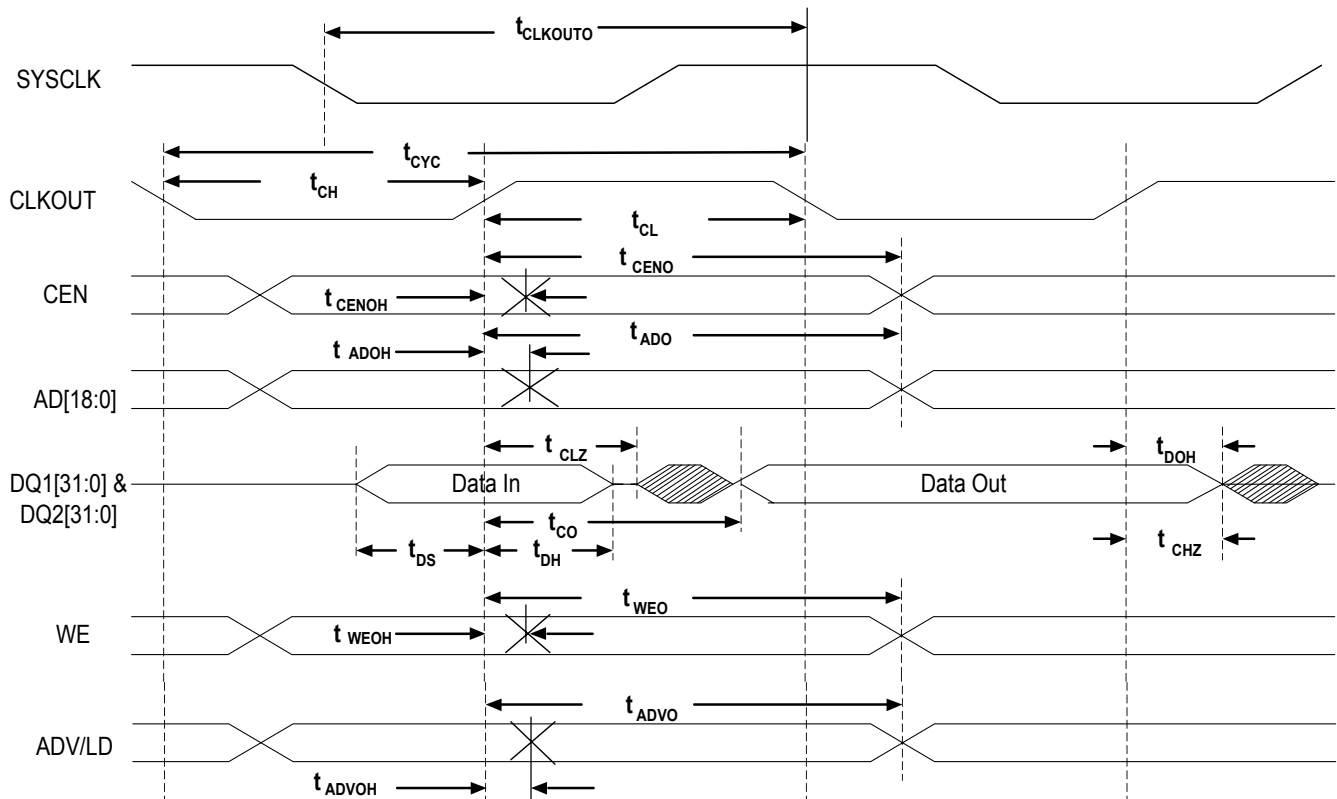 tCLKOUTO
SYSCLK
tCYC
tCH
CLKOUT
tCL
tCENO
CEN
tCENOH
tADO
tADOH
AD[18:0]
tCLZ
tDOH
DQ1[31:0] &
DQ2[31:0]
Data In
Data Out
tCO
tDS
tDH
tCHZ
tWEO
WE
tWEOH
tADVO
ADV/LD
tADVOH